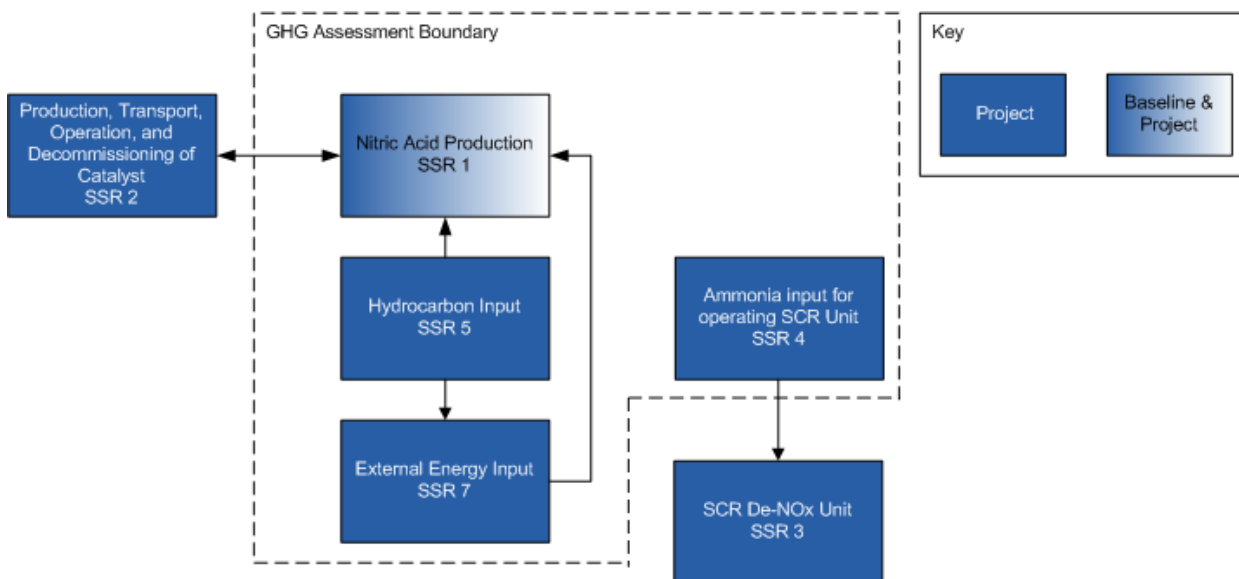 GHG Assessment Boundary
Key
Production, Transport,
Operation, and
Decommissioning of
Catalyst
SSR 2
Nitric Acid Production
SSR 1
Project
Baseline &
Project
Hydrocarbon Input
SSR 5
Ammonia input for
operating SCR Unit
SSR 4
External Energy Input
SSR 7
SCR De-NOx Unit
SSR 3